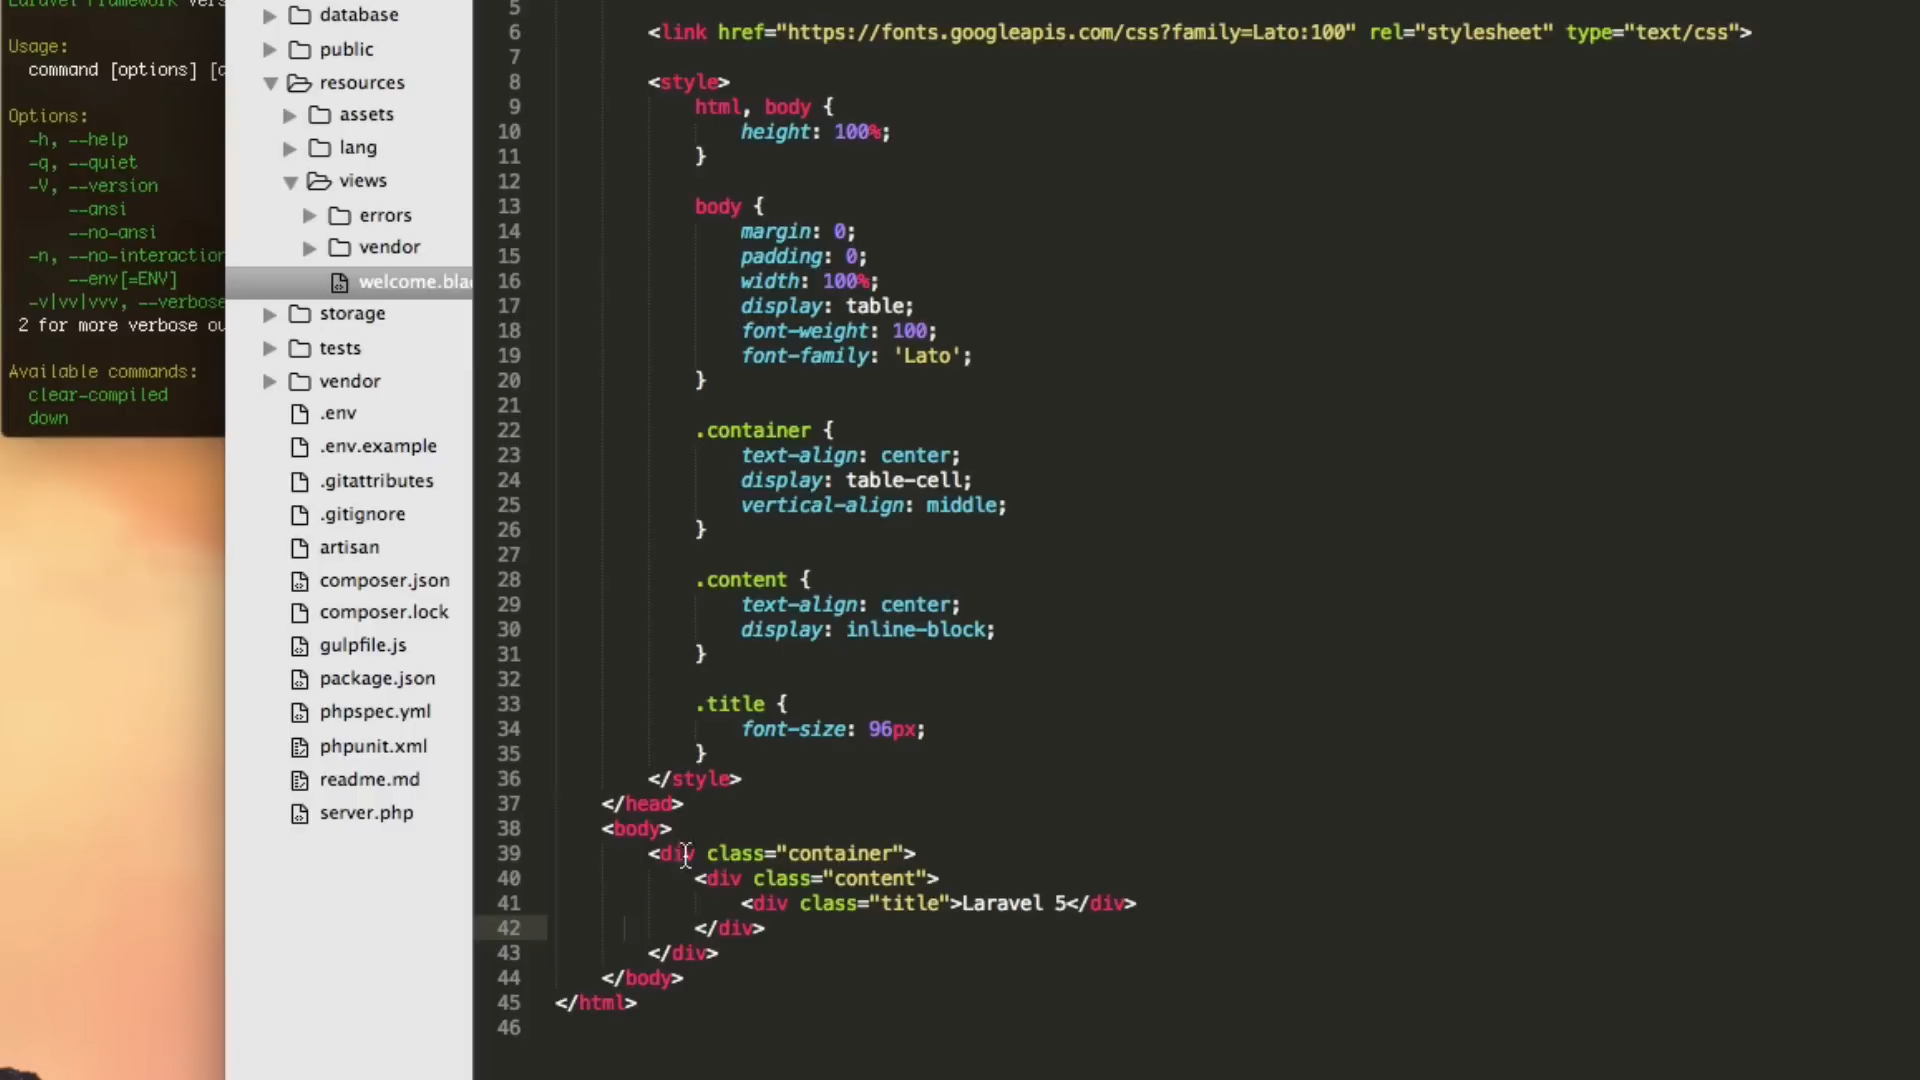 Laravel Framework vers
Usage:
command [options] [
Options:
-h, --help
-q, --quiet
-V, --version
--ansi
--no-ansi
-n, --no-interaction
--env[=ENV]
-v|vv|vvv, --verbose
2 for more verbose ou
Available commands:
clear-compiled
down
database
public
resources
assets
lang
views
errors
vendor
welcome.bla
storage
tests
vendor
.env
.env.example
.gitattributes
.gitignore
artisan
composer.json
composer.lock
gulpfile.js
package.json
phpspec.yml
phpunit.xml
readme.md
server.php
5
6 <link href="https://fonts.googleapis.com/css?family=Lato:100" rel="stylesheet" type="text/css">
7
8 <style>
9 html, body {
10 height: 100%;
11 }
12
13 body {
14 margin: 0;
15 padding: 0;
16 width: 100%;
17 display: table;
18 font-weight: 100;
19 font-family: 'Lato';
20 }
21
22 .container {
23 text-align: center;
24 display: table-cell;
25 vertical-align: middle;
26 }
27
28 .content {
29 text-align: center;
30 display: inline-block;
31 }
32
33 .title {
34 font-size: 96px;
35 }
36 </style>
37 </head>
38 <body>
39 <div class="container">
40 <div class="content">
41 <div class="title">Laravel 5</div>
42 </div>
43 </div>
44 </body>
45 </html>
46